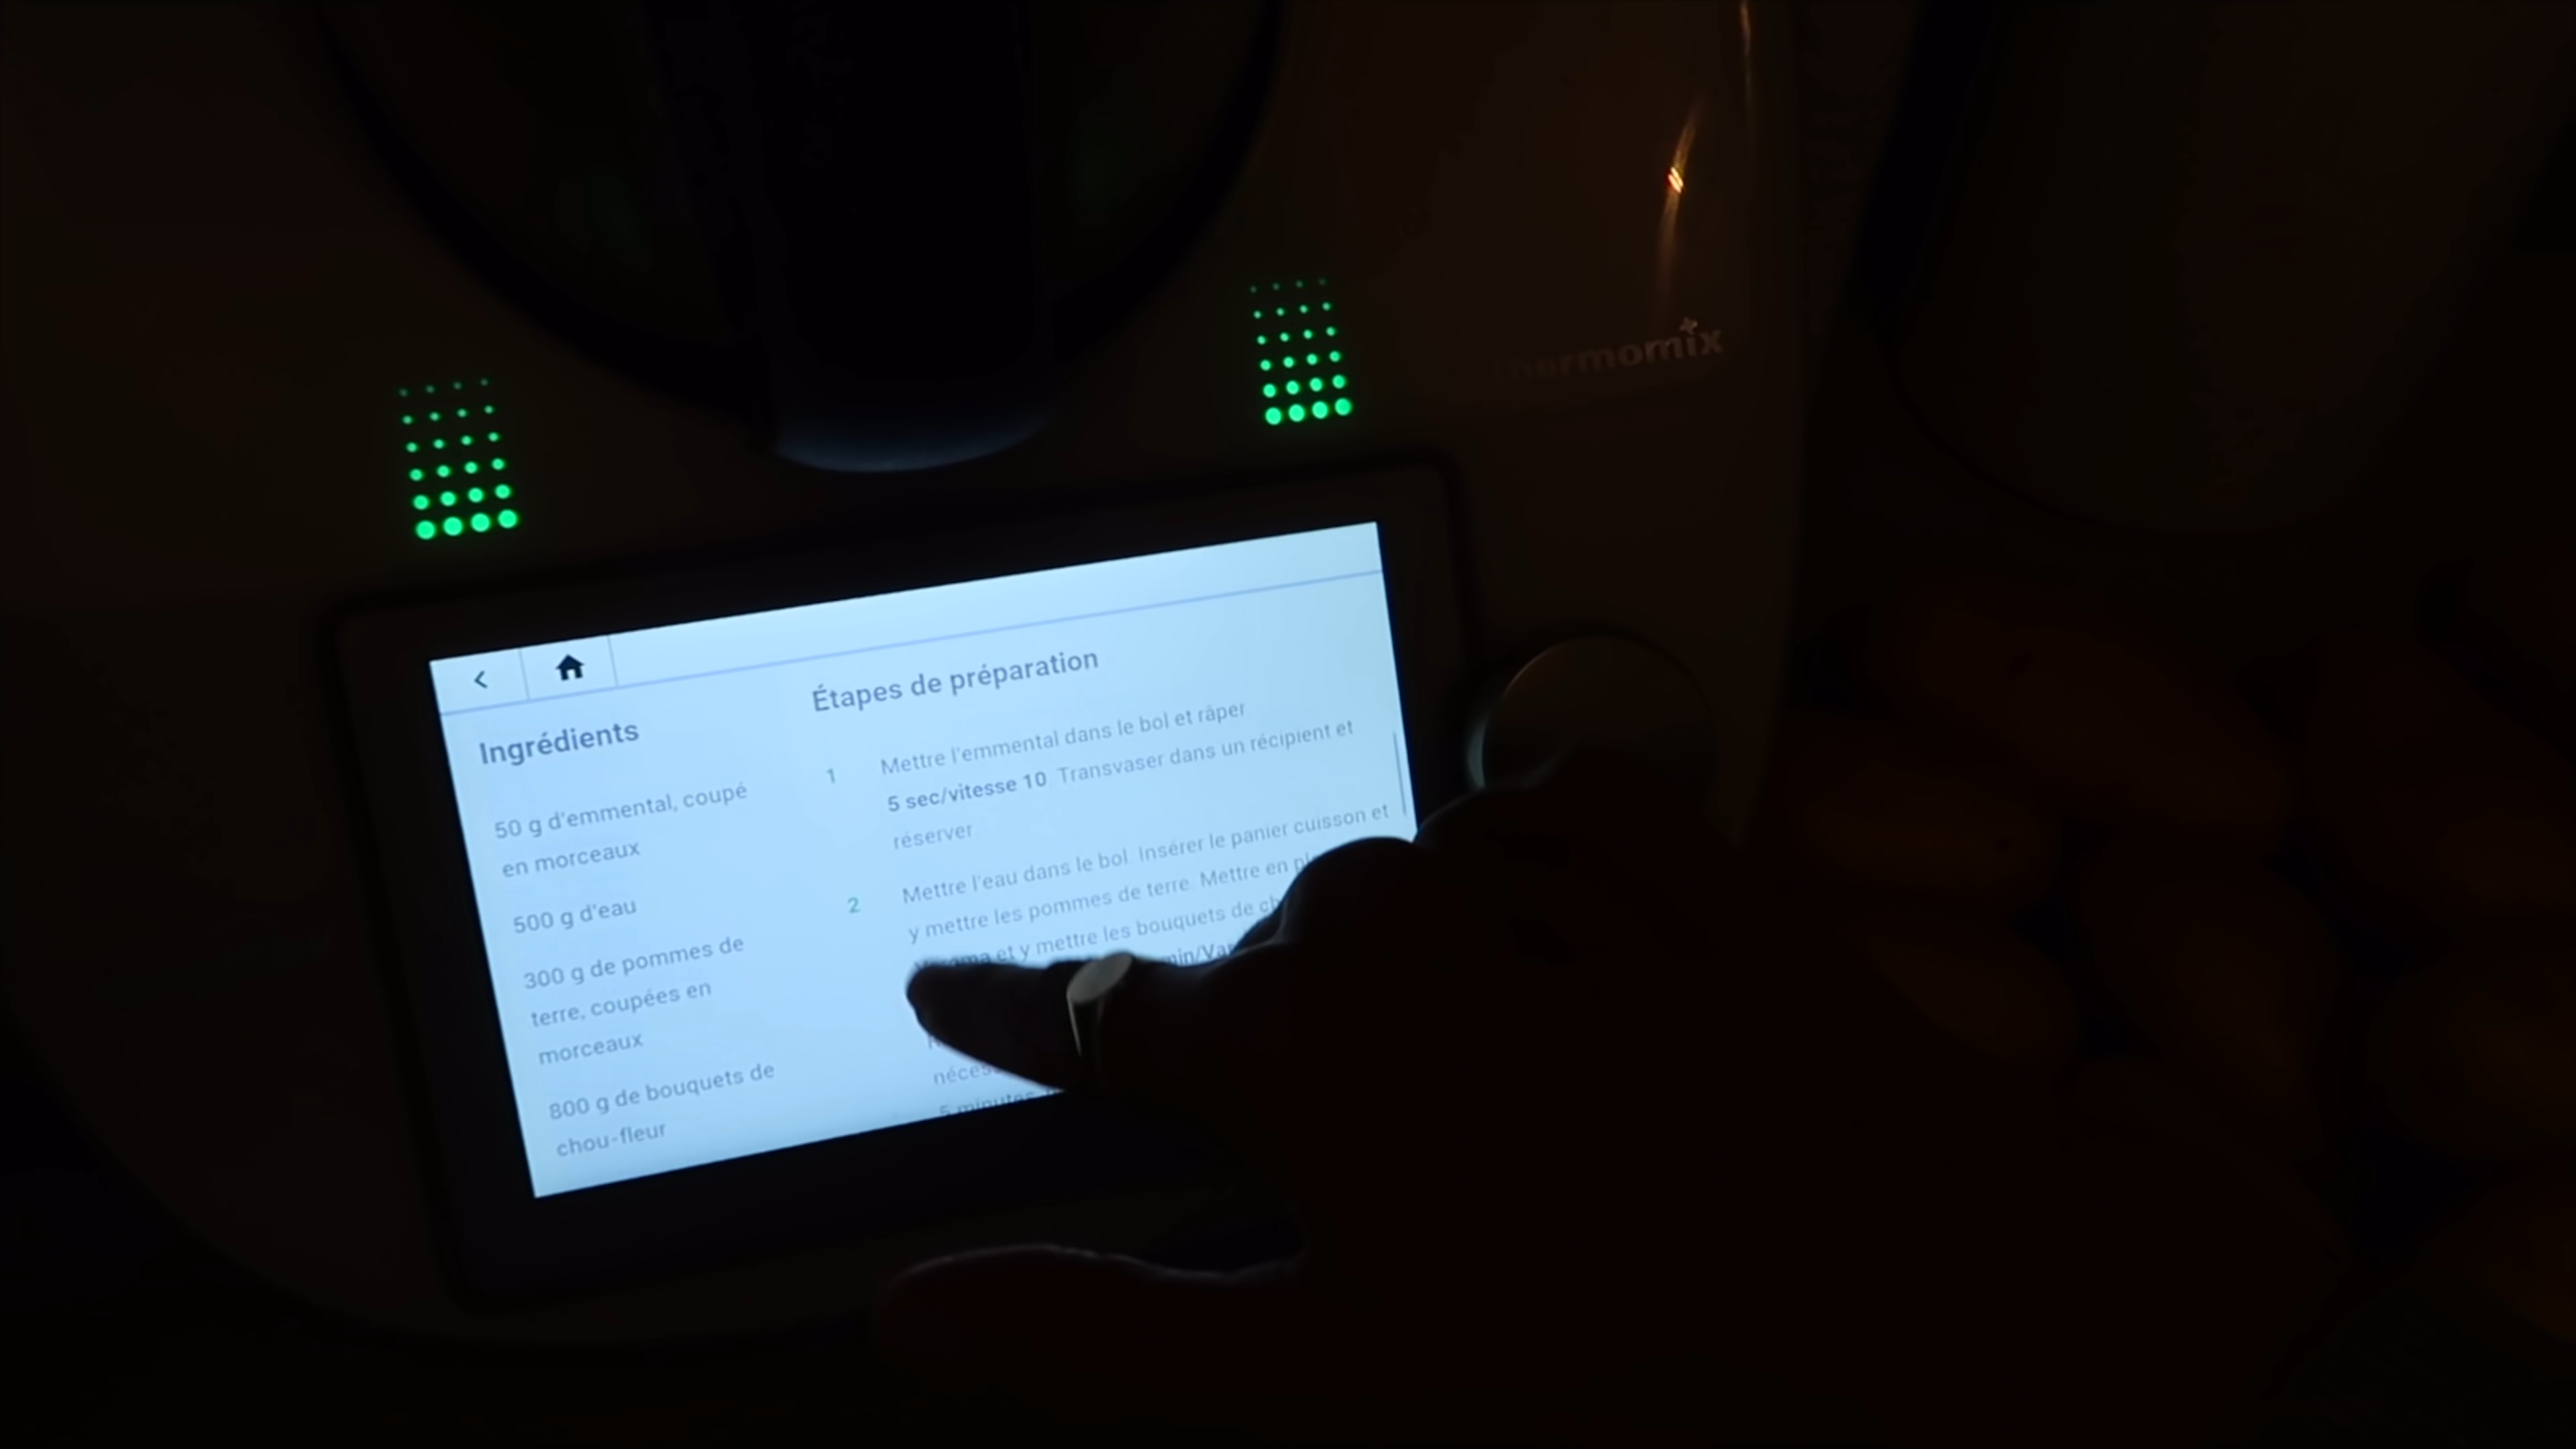 thermomix
Étapes de préparation
Ingrédients
50 g d'emmental, coupé
en morceaux
500 g d'eau
300 g de pommes de
terre, coupées en
morceaux
800 g de bouquets de
chou-fleur
1 Mettre l'emmental dans le bol et râper
5 sec/vitesse 10. Transvaser dans un récipient et
réserver
2 Mettre l'eau dans le bol. Insérer le panier cuisson et
y mettre les pommes de terre. Mettre en
et y mettre les bouquets de
5 minutes